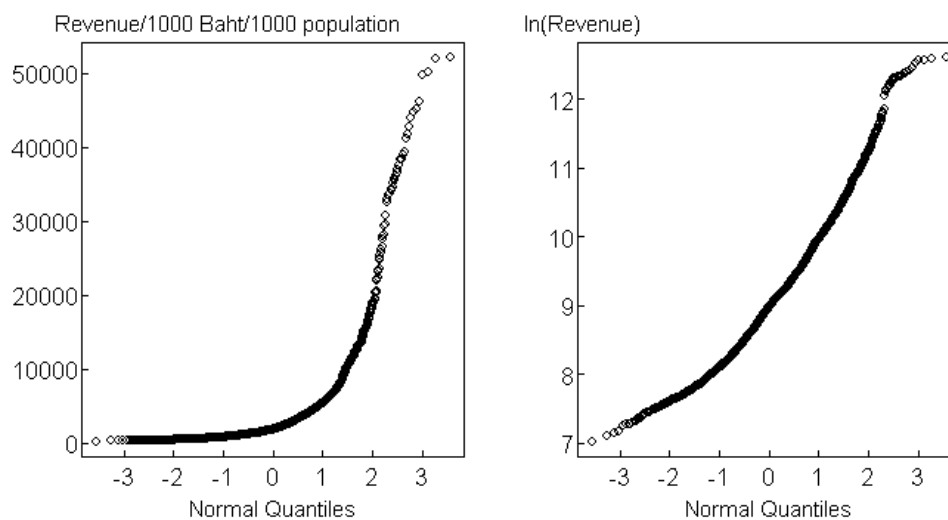 Revenue/1000 Baht/1000 population
50000
40000
30000
20000
10000
0
-3 -2 -1 0 1 2 3
Normal Quantiles
ln(Revenue)
12
11
10
9
8
7
-3 -2 -1 0 1 2 3
Normal Quantiles